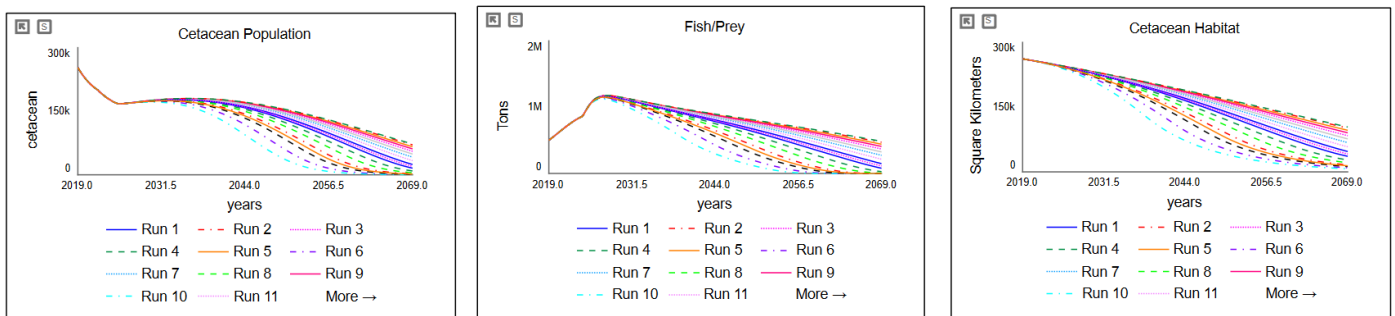 S
Cetacean Population
300k
150k
0
cetacean
2019.0 2031.5 2044.0 2056.5 2069.0
years
Run 1 Run 2 Run 3
Run 4 Run 5 Run 6
Run 7 Run 8 Run 9
Run 10 Run 11 More →
S
Fish/Prey
2M
1M
0
Tons
2019.0 2031.5 2044.0 2056.5 2069.0
years
Run 1 Run 2 Run 3
Run 4 Run 5 Run 6
Run 7 Run 8 Run 9
Run 10 Run 11 More →
S
Cetacean Habitat
300k
150k
0
Square Kilometers
2019.0 2031.5 2044.0 2056.5 2069.0
years
Run 1 Run 2 Run 3
Run 4 Run 5 Run 6
Run 7 Run 8 Run 9
Run 10 Run 11 More →